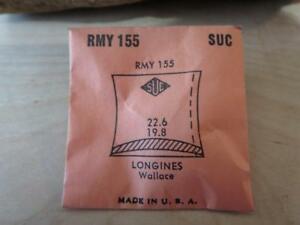 RMY 155 SUC
RMY 155
SUC
22.6
19.8
LONGINES
Wallace
MADE IN U. S. A.